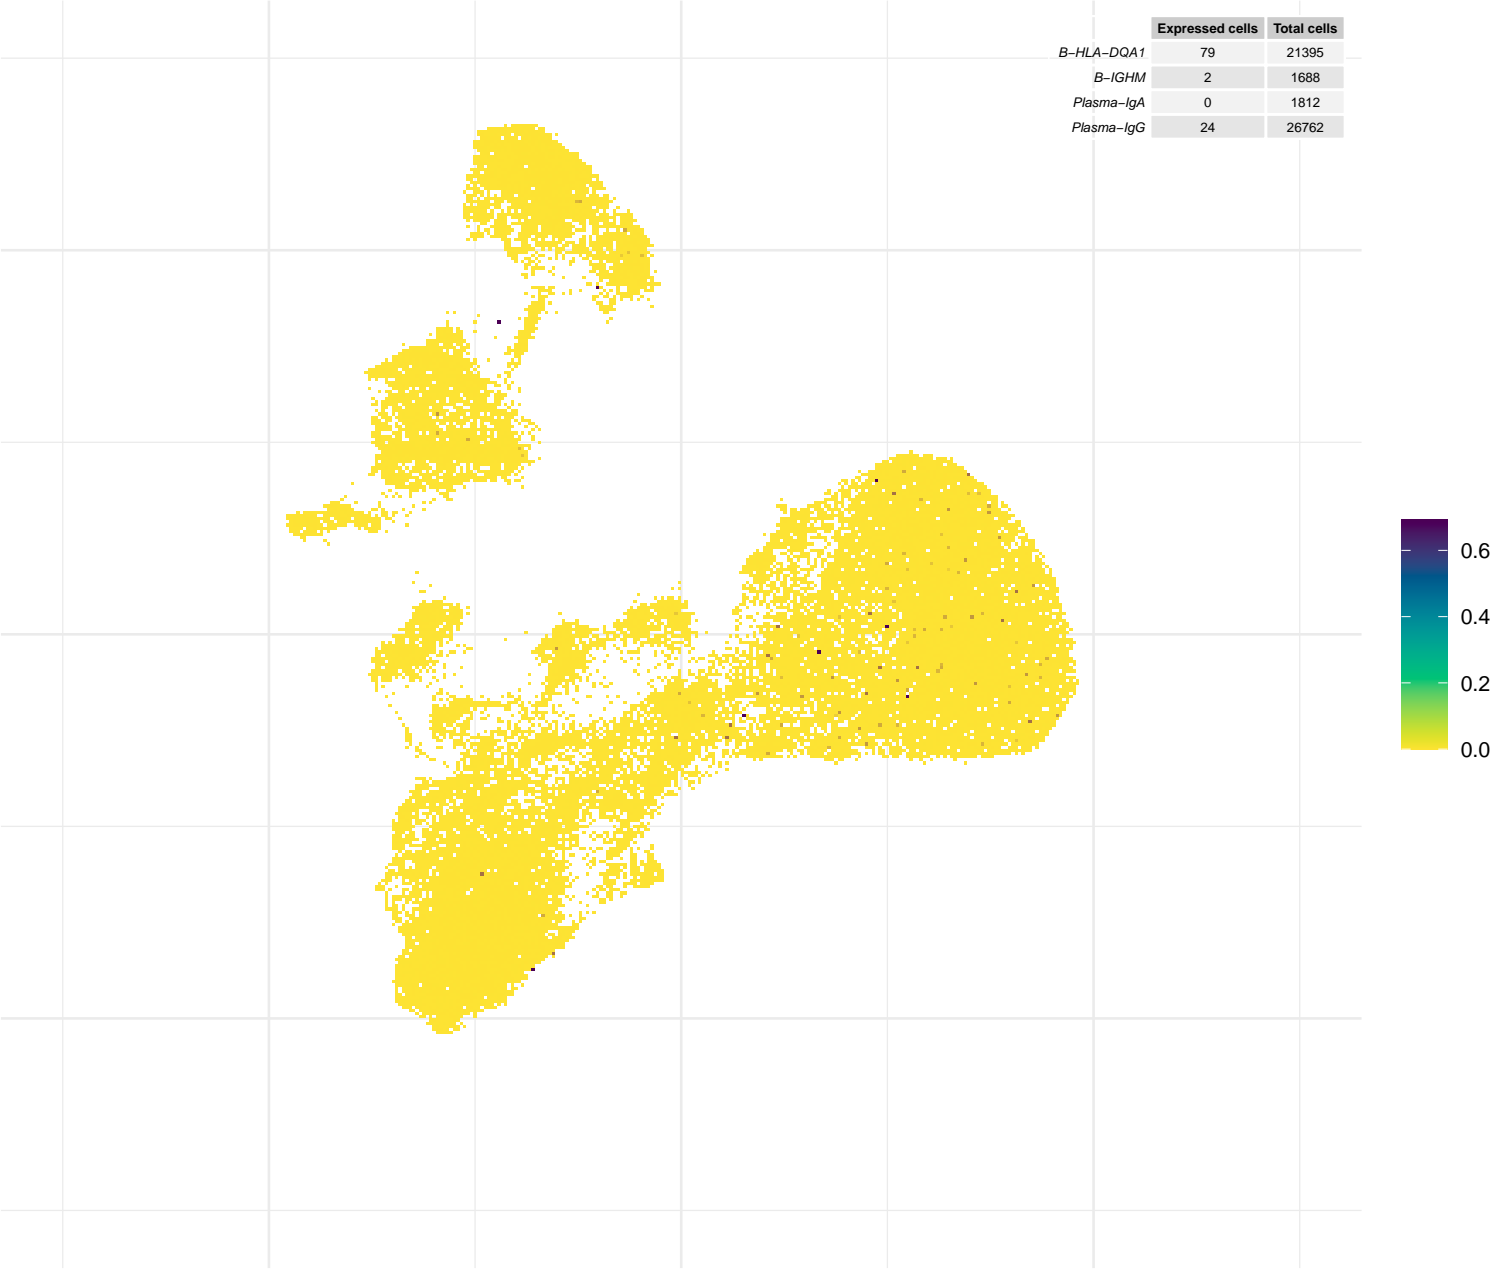 Expressed cells Total cells
B−HLA−DQA1 79 21395
B−IGHM 2 1688
Plasma−IgA 0 1812
Plasma−IgG 24 26762
0.6
0.4
0.2
0.0